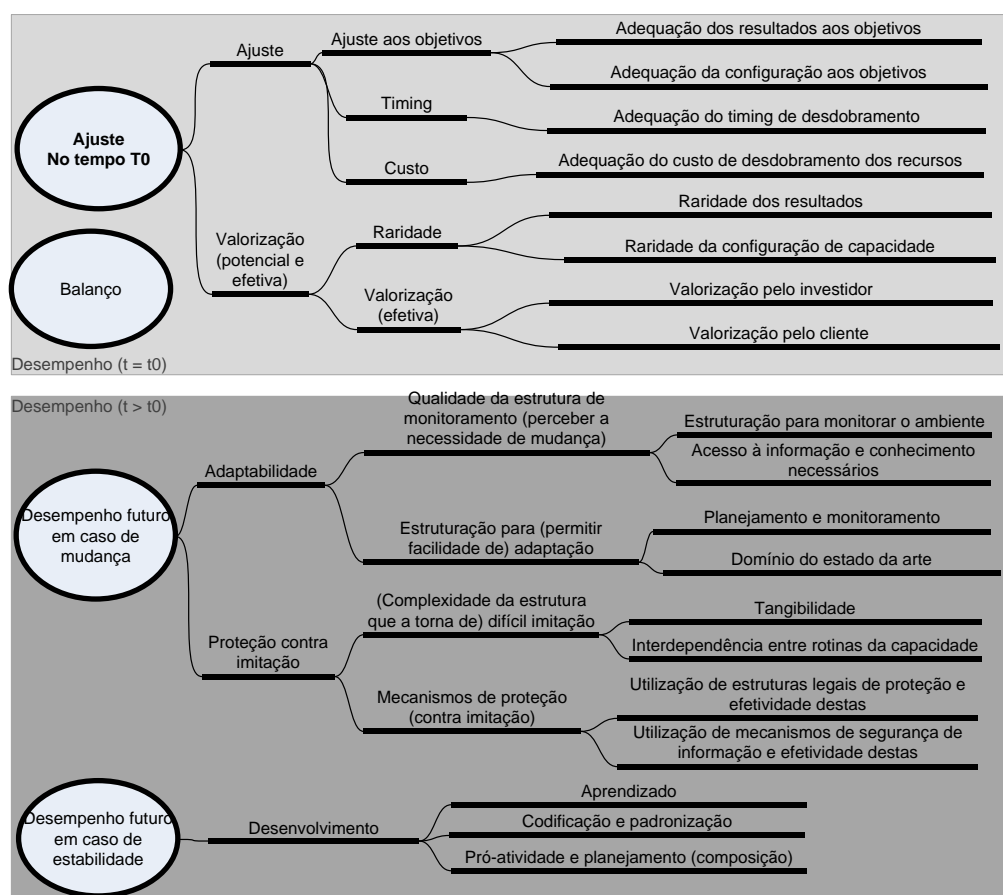 Ajuste
No tempo T0
Ajuste
Ajuste aos objetivos
Adequação dos resultados aos objetivos
Adequação da configuração aos objetivos
Timing
Adequação do timing de desdobramento
Custo
Adequação do custo de desdobramento dos recursos
Valorização
(potencial e
efetiva)
Raridade
Raridade dos resultados
Raridade da configuração de capacidade
Valorização
(efetiva)
Valorização pelo investidor
Valorização pelo cliente
Balanço
Desempenho (t = t0)
Desempenho (t > t0)
Desempenho futuro
em caso de
mudança
Adaptabilidade
Qualidade da estrutura de
monitoramento (perceber a
necessidade de mudança)
Estruturação para monitorar o ambiente
Acesso à informação e conhecimento
necessários
Estruturação para (permitir
facilidade de) adaptação
Planejamento e monitoramento
Domínio do estado da arte
Proteção contra
imitação
(Complexidade da estrutura
que a torna de) difícil imitação
Tangibilidade
Interdependência entre rotinas da capacidade
Mecanismos de proteção
(contra imitação)
Utilização de estruturas legais de proteção e
efetividade destas
Utilização de mecanismos de segurança de
informação e efetividade destas
Desempenho futuro
em caso de
estabilidade
Desenvolvimento
Aprendizado
Codificação e padronização
Pró-atividade e planejamento (composição)